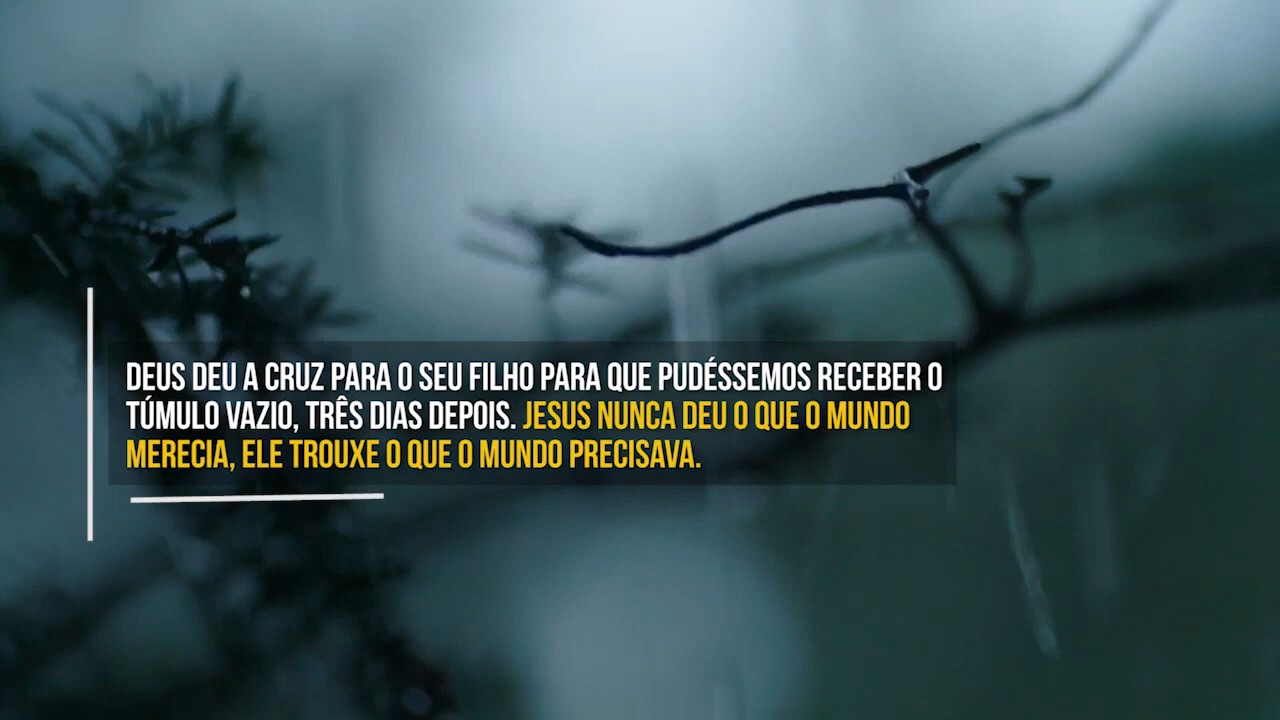 DEUS DEU A CRUZ PARA O SEU FILHO PARA QUE PUDÉSSEMOS RECEBER O
TÚMULO VAZIO, TRÊS DIAS DEPOIS. JESUS NUNCA DEU O QUE O MUNDO
MERECIA, ELE TROUXE O QUE O MUNDO PRECISAVA.